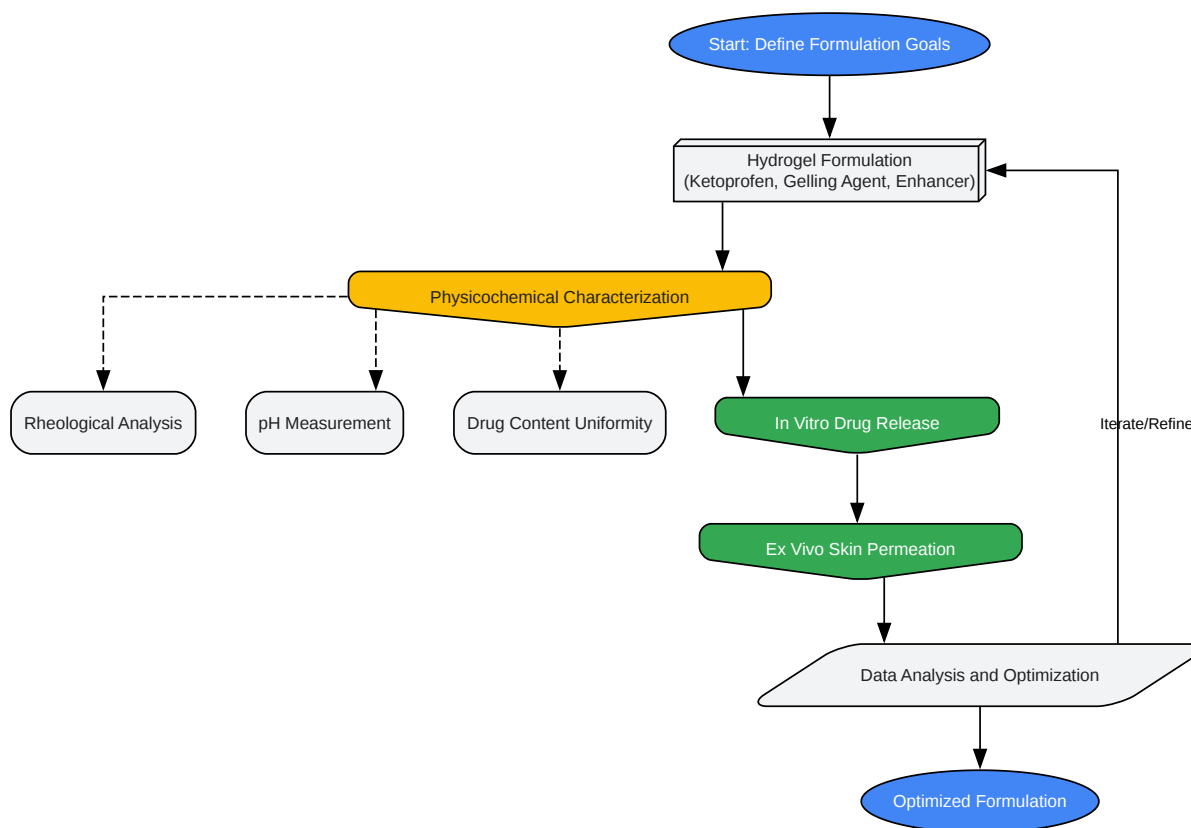 Start: Define Formulation Goals
Hydrogel Formulation
(Ketoprofen, Gelling Agent, Enhancer)
Physicochemical Characterization
Rheological Analysis
pH Measurement
Drug Content Uniformity
In Vitro Drug Release
Iterate/Refine
Ex Vivo Skin Permeation
Data Analysis and Optimization
Optimized Formulation